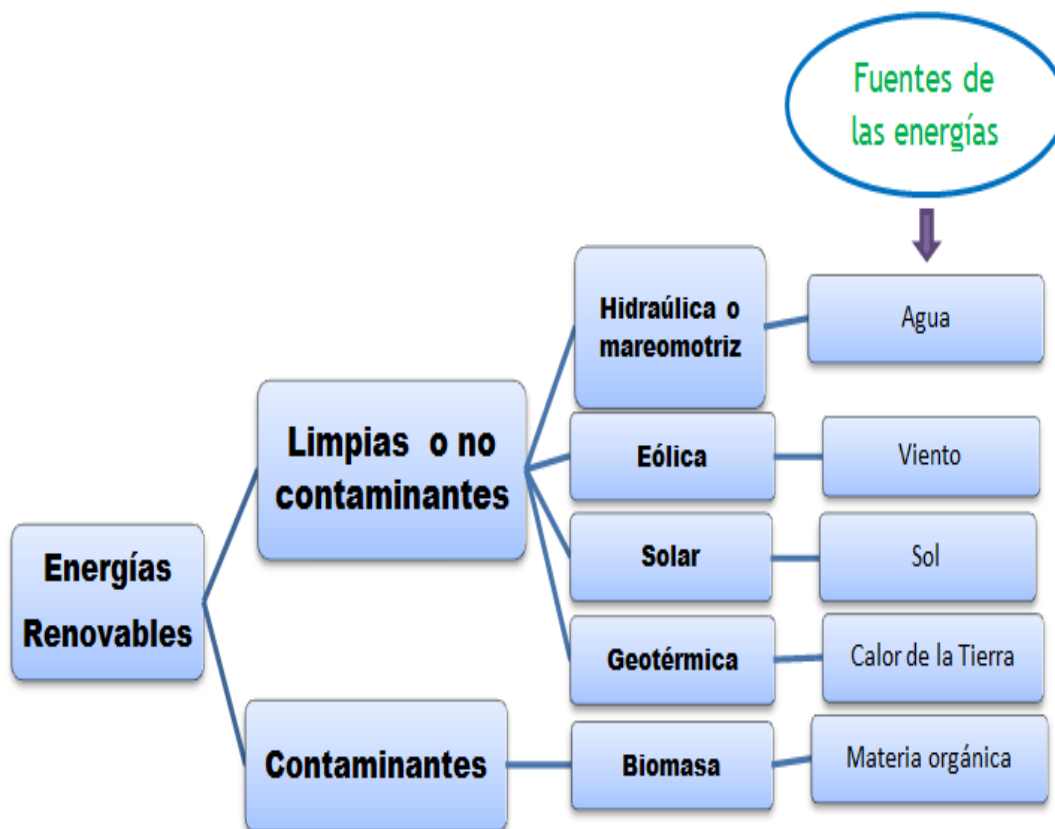 Fuentes de
las energías
Hidraúlica o
mareomotriz
Agua
Limpias o no
contaminantes
Eólica
Viento
Energías
Renovables
Solar
Sol
Geotérmica
Calor de la Tierra
Contaminantes
Biomasa
Materia orgánica